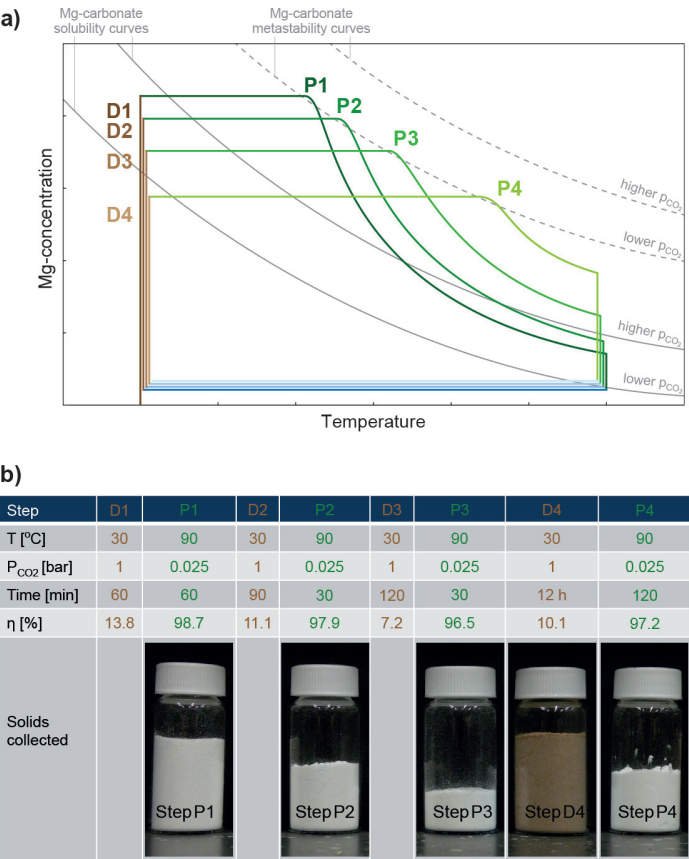 a)
Mg-carbonate
solubility curves
Mg-carbonate
metastability curves
P1
P2
P3
P4
D1
D2
D3
D4
higher pCO₂
lower pCO₂
higher pCO₂
lower pCO₂
Mg-concentration
Temperature
b)
Step D1 P1 D2 P2 D3 P3 D4 P4
T [ºC] 30 90 30 90 30 90 30 90
PCO2 [bar] 1 0.025 1 0.025 1 0.025 1 0.025
Time [min] 60 60 90 30 120 30 12 h 120
η [%] 13.8 98.7 11.1 97.9 7.2 96.5 10.1 97.2
Solids
collected
Step P1 Step P2 Step P3 Step D4 Step P4